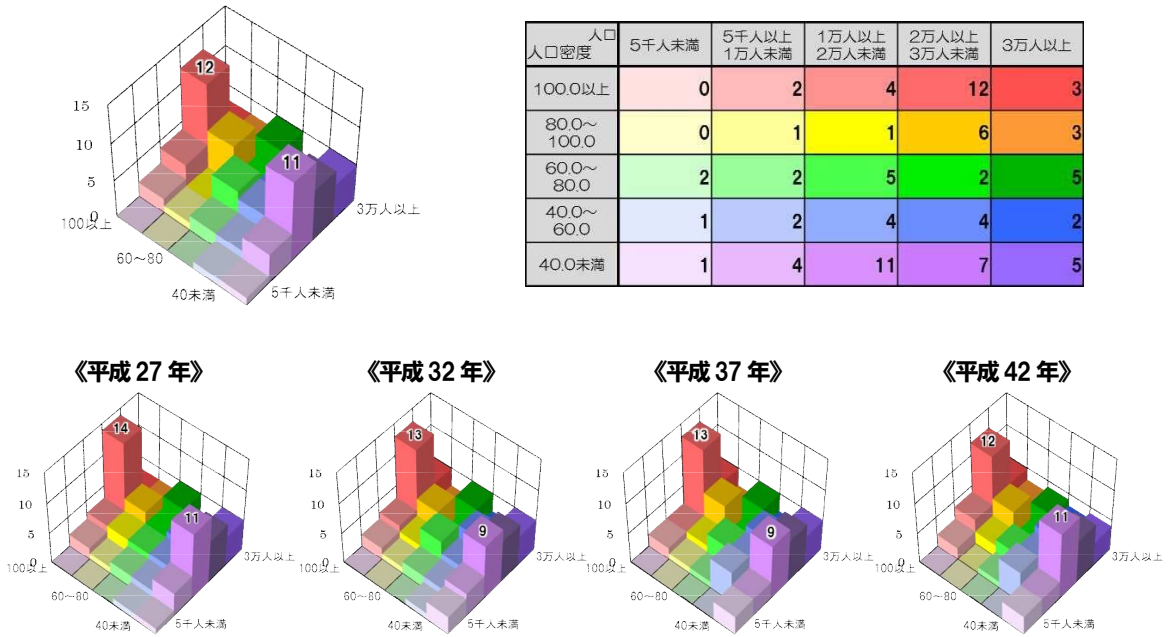 12
11
15
10
5
0
100以上
60～80
40未満
5千人未満
3万人以上
人口
人口密度
5千人未満
5千人以上
1万人未満
1万人以上
2万人未満
2万人以上
3万人未満
3万人以上
100.0以上 0 2 4 12 3
80.0～
100.0
0 1 1 6 3
60.0～
80.0
2 2 5 2 5
40.0～
60.0
1 2 4 4 2
40.0未満 1 4 11 7 5
《平成 27 年》
14
11
15
10
5
0
100以上
60～80
40未満
5千人未満
3万人以上
《平成 32 年》
13
9
15
10
5
0
100以上
60～80
40未満
5千人未満
3万人以上
《平成 37 年》
13
9
15
10
5
0
100以上
60～80
40未満
5千人未満
3万人以上
《平成 42 年》
12
11
15
10
5
0
100以上
60～80
40未満
5千人未満
3万人以上